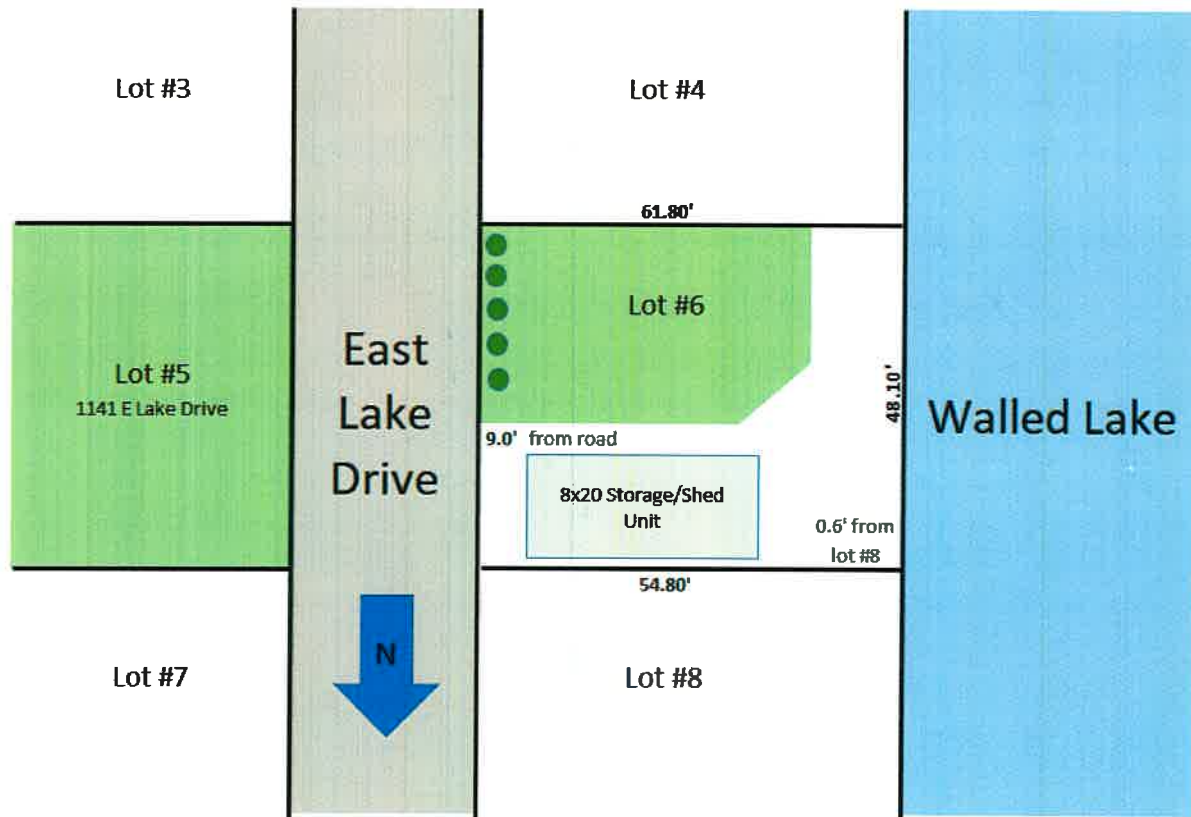 Lot #3
Lot #4
61.80'
Lot #6
Lot #5
1141 E Lake Drive
East
Lake
Drive
48.10'
Walled Lake
9.0' from road
8x20 Storage/Shed
Unit
0.6' from
lot #8
54.80'
N
Lot #7
Lot #8